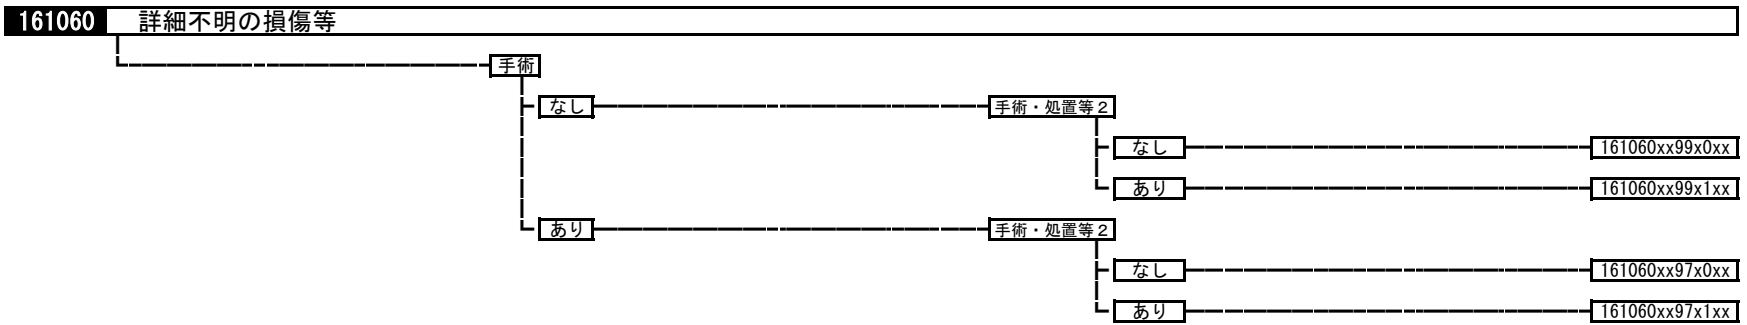 161060 詳細不明の損傷等
手術
なし 手術・処置等２
なし 161060xx99x0xx
あり 161060xx99x1xx
あり 手術・処置等２
なし 161060xx97x0xx
あり 161060xx97x1xx